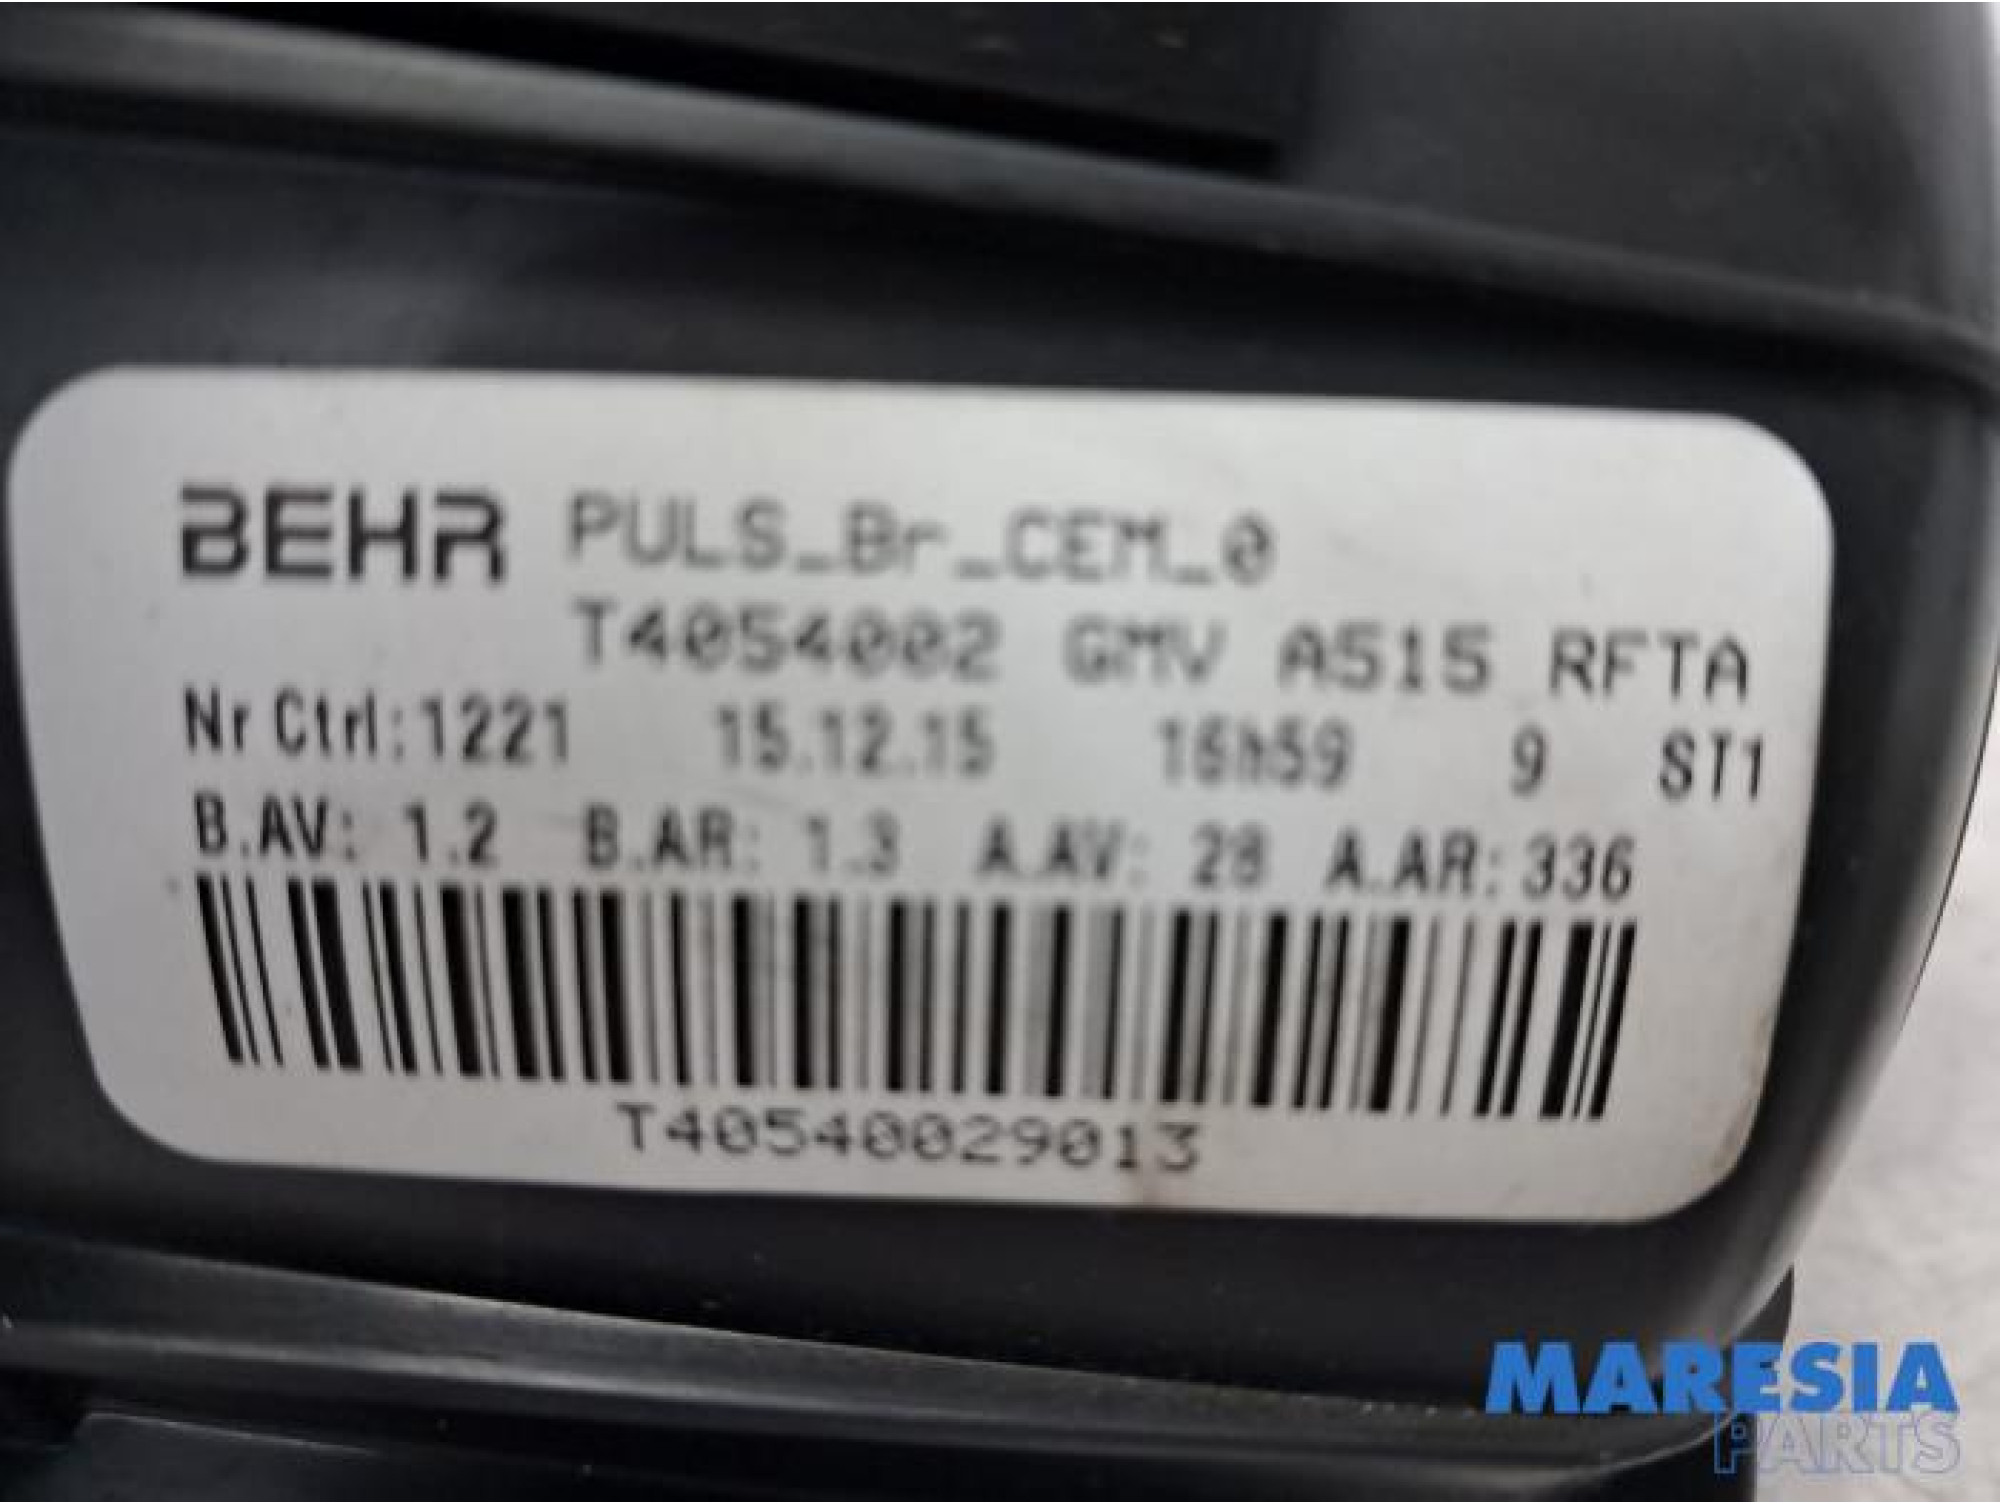 BEHR PULS_Br_CEM_0
T4054002 GMV A515 RFTA
Nr Ctrl:1221 15.12.15 16h59 9 ST1
B.AV: 1.2 B.AR: 1.3 A.AV: 28 A.AR:336
T40540029013
MARESIA
PARTS